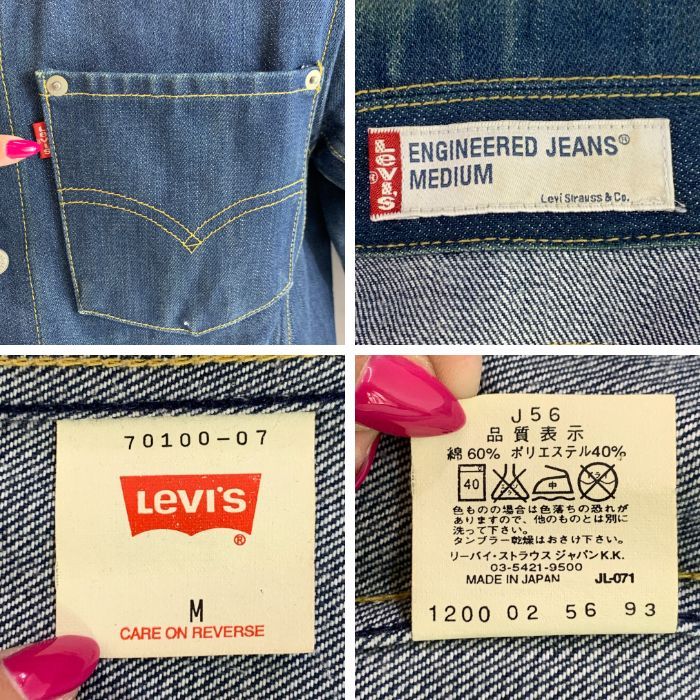 LEVI'S
®
ENGINEERED JEANS®
MEDIUM
Levi Strauss & Co.
70100-07
LEVI'S
®
M
CARE ON REVERSE
J56
品質表示
綿 60% ポリエステル 40%
40
中
色ものの場合は色落ちの恐れ
がありますので、他のものとは別に
洗って下さい。
タンブラー乾燥はおさけ下さい。
リーバイ・ストラウス ジャパンK.K.
03-5421-9500
MADE IN JAPAN JL-071
1200 02 56 93